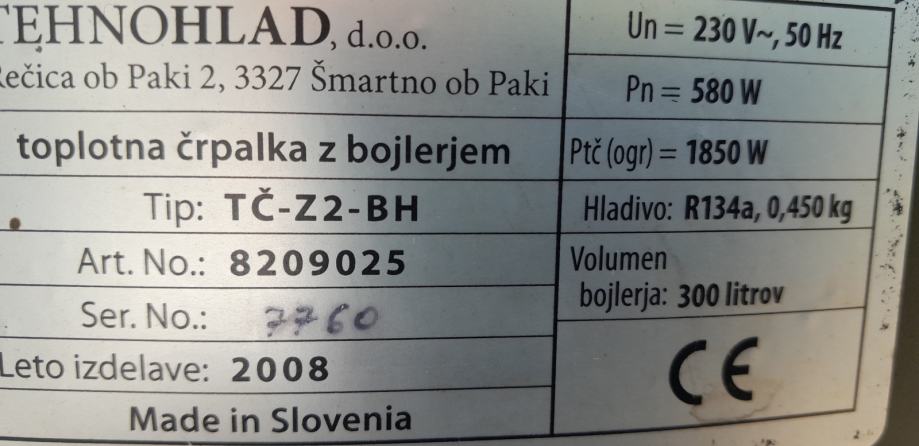 TEHNOHLAD, d.o.o.
Rečica ob Paki 2, 3327 Šmartno ob Paki
toplotna črpalka z bojlerjem
Tip: TČ-Z2-BH
Art. No.: 8209025
Ser. No.: 7760
Leto izdelave: 2008
Made in Slovenia
Un = 230 V~, 50 Hz
Pn = 580 W
Ptč (ogr) = 1850 W
Hladivo: R134a, 0,450 kg
Volumen
bojlerja: 300 litrov
CE